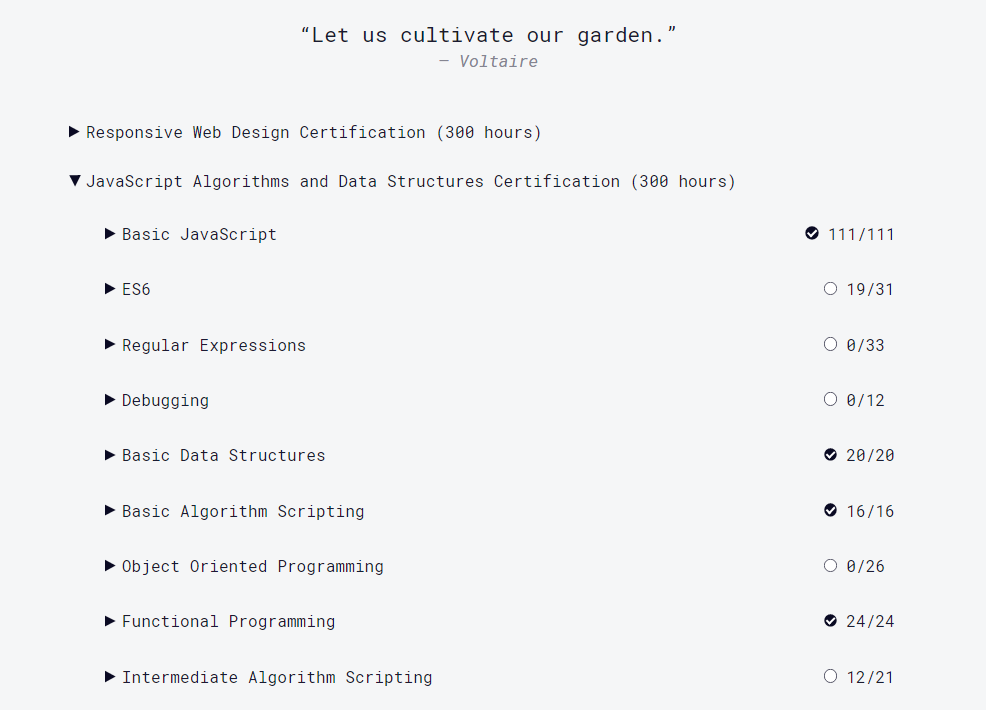 “Let us cultivate our garden.”
— Voltaire
Responsive Web Design Certification (300 hours)
JavaScript Algorithms and Data Structures Certification (300 hours)
Basic JavaScript 111/111
ES6 19/31
Regular Expressions 0/33
Debugging 0/12
Basic Data Structures 20/20
Basic Algorithm Scripting 16/16
Object Oriented Programming 0/26
Functional Programming 24/24
Intermediate Algorithm Scripting 12/21